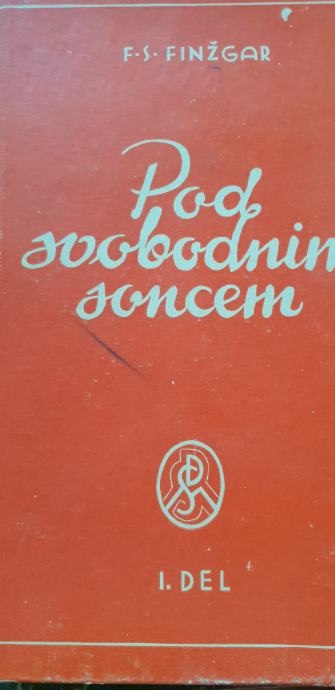 F. S. FINŽGAR
Pod
svobodnim
soncem
I. DEL